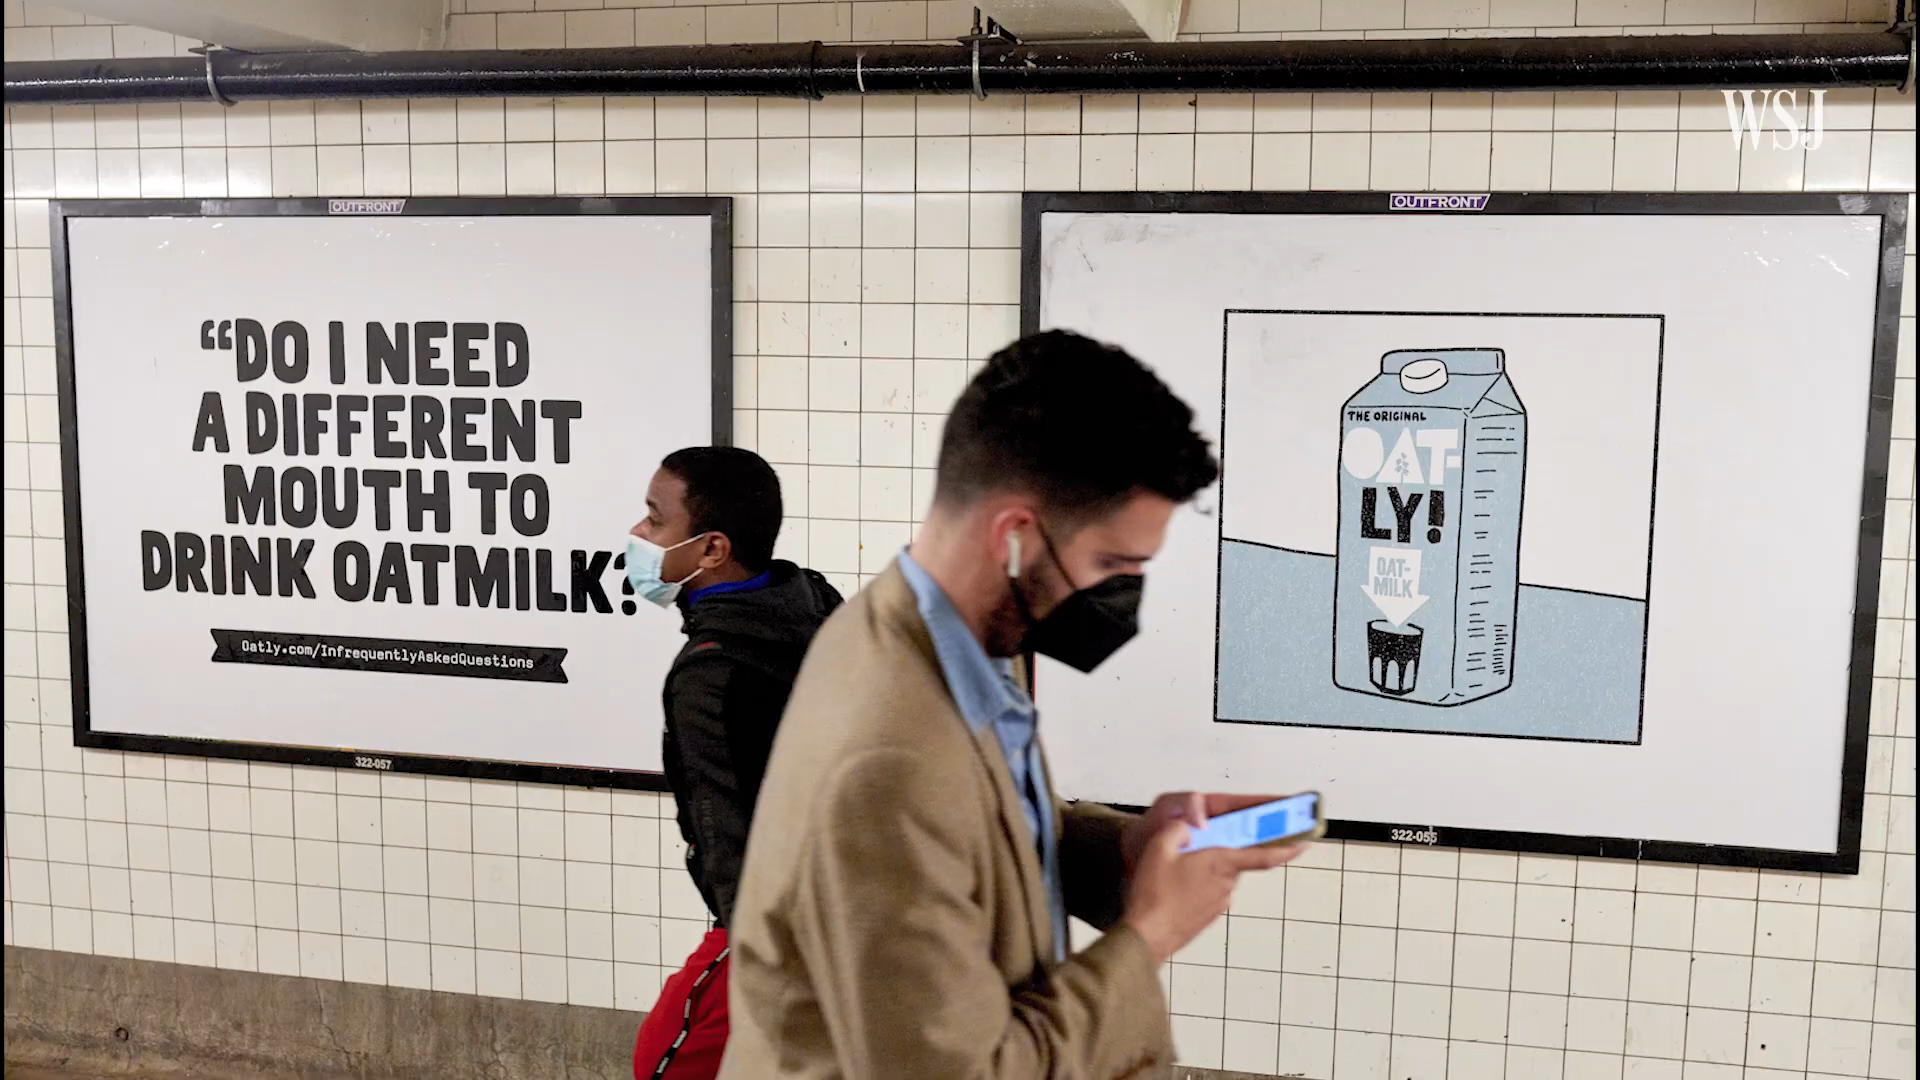 WSJ
OUTFRONT/
OUTFRONT/
“DO I NEED
A DIFFERENT
MOUTH TO
DRINK OATMILK?
Oatly.com/InfrequentlyAskedQuestions
322-057
THE ORIGINAL
OAT-
LY!
OAT-
MILK
322-055